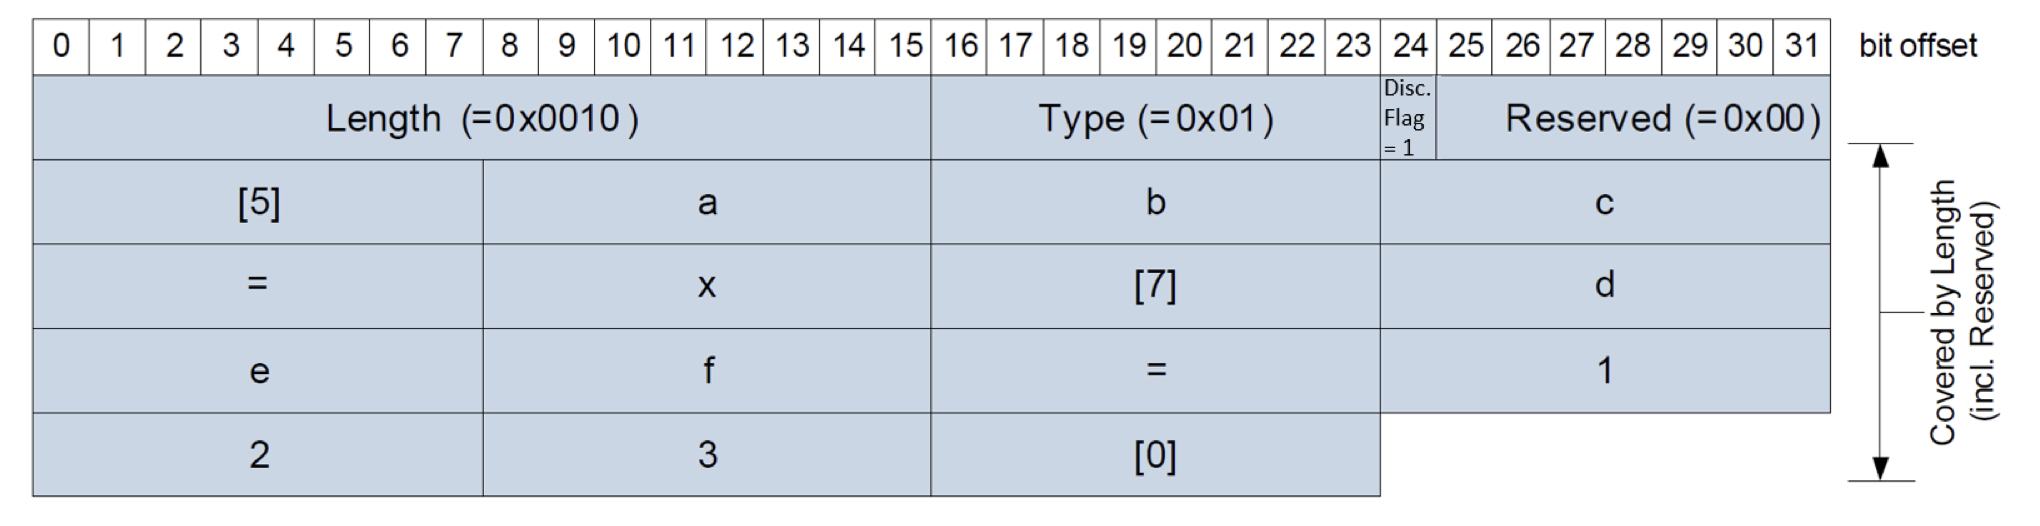 0 1 2 3 4 5 6 7 8 9 10 11 12 13 14 15 16 17 18 19 20 21 22 23 24 25 26 27 28 29 30 31 bit offset
Length (=0x0010 ) Type (=0x01) Disc. Flag = 1 Reserved (=0x00)
[5] a b c
= x [7] d
e f = 1
2 3 [0]
Covered by Length
(incl. Reserved)